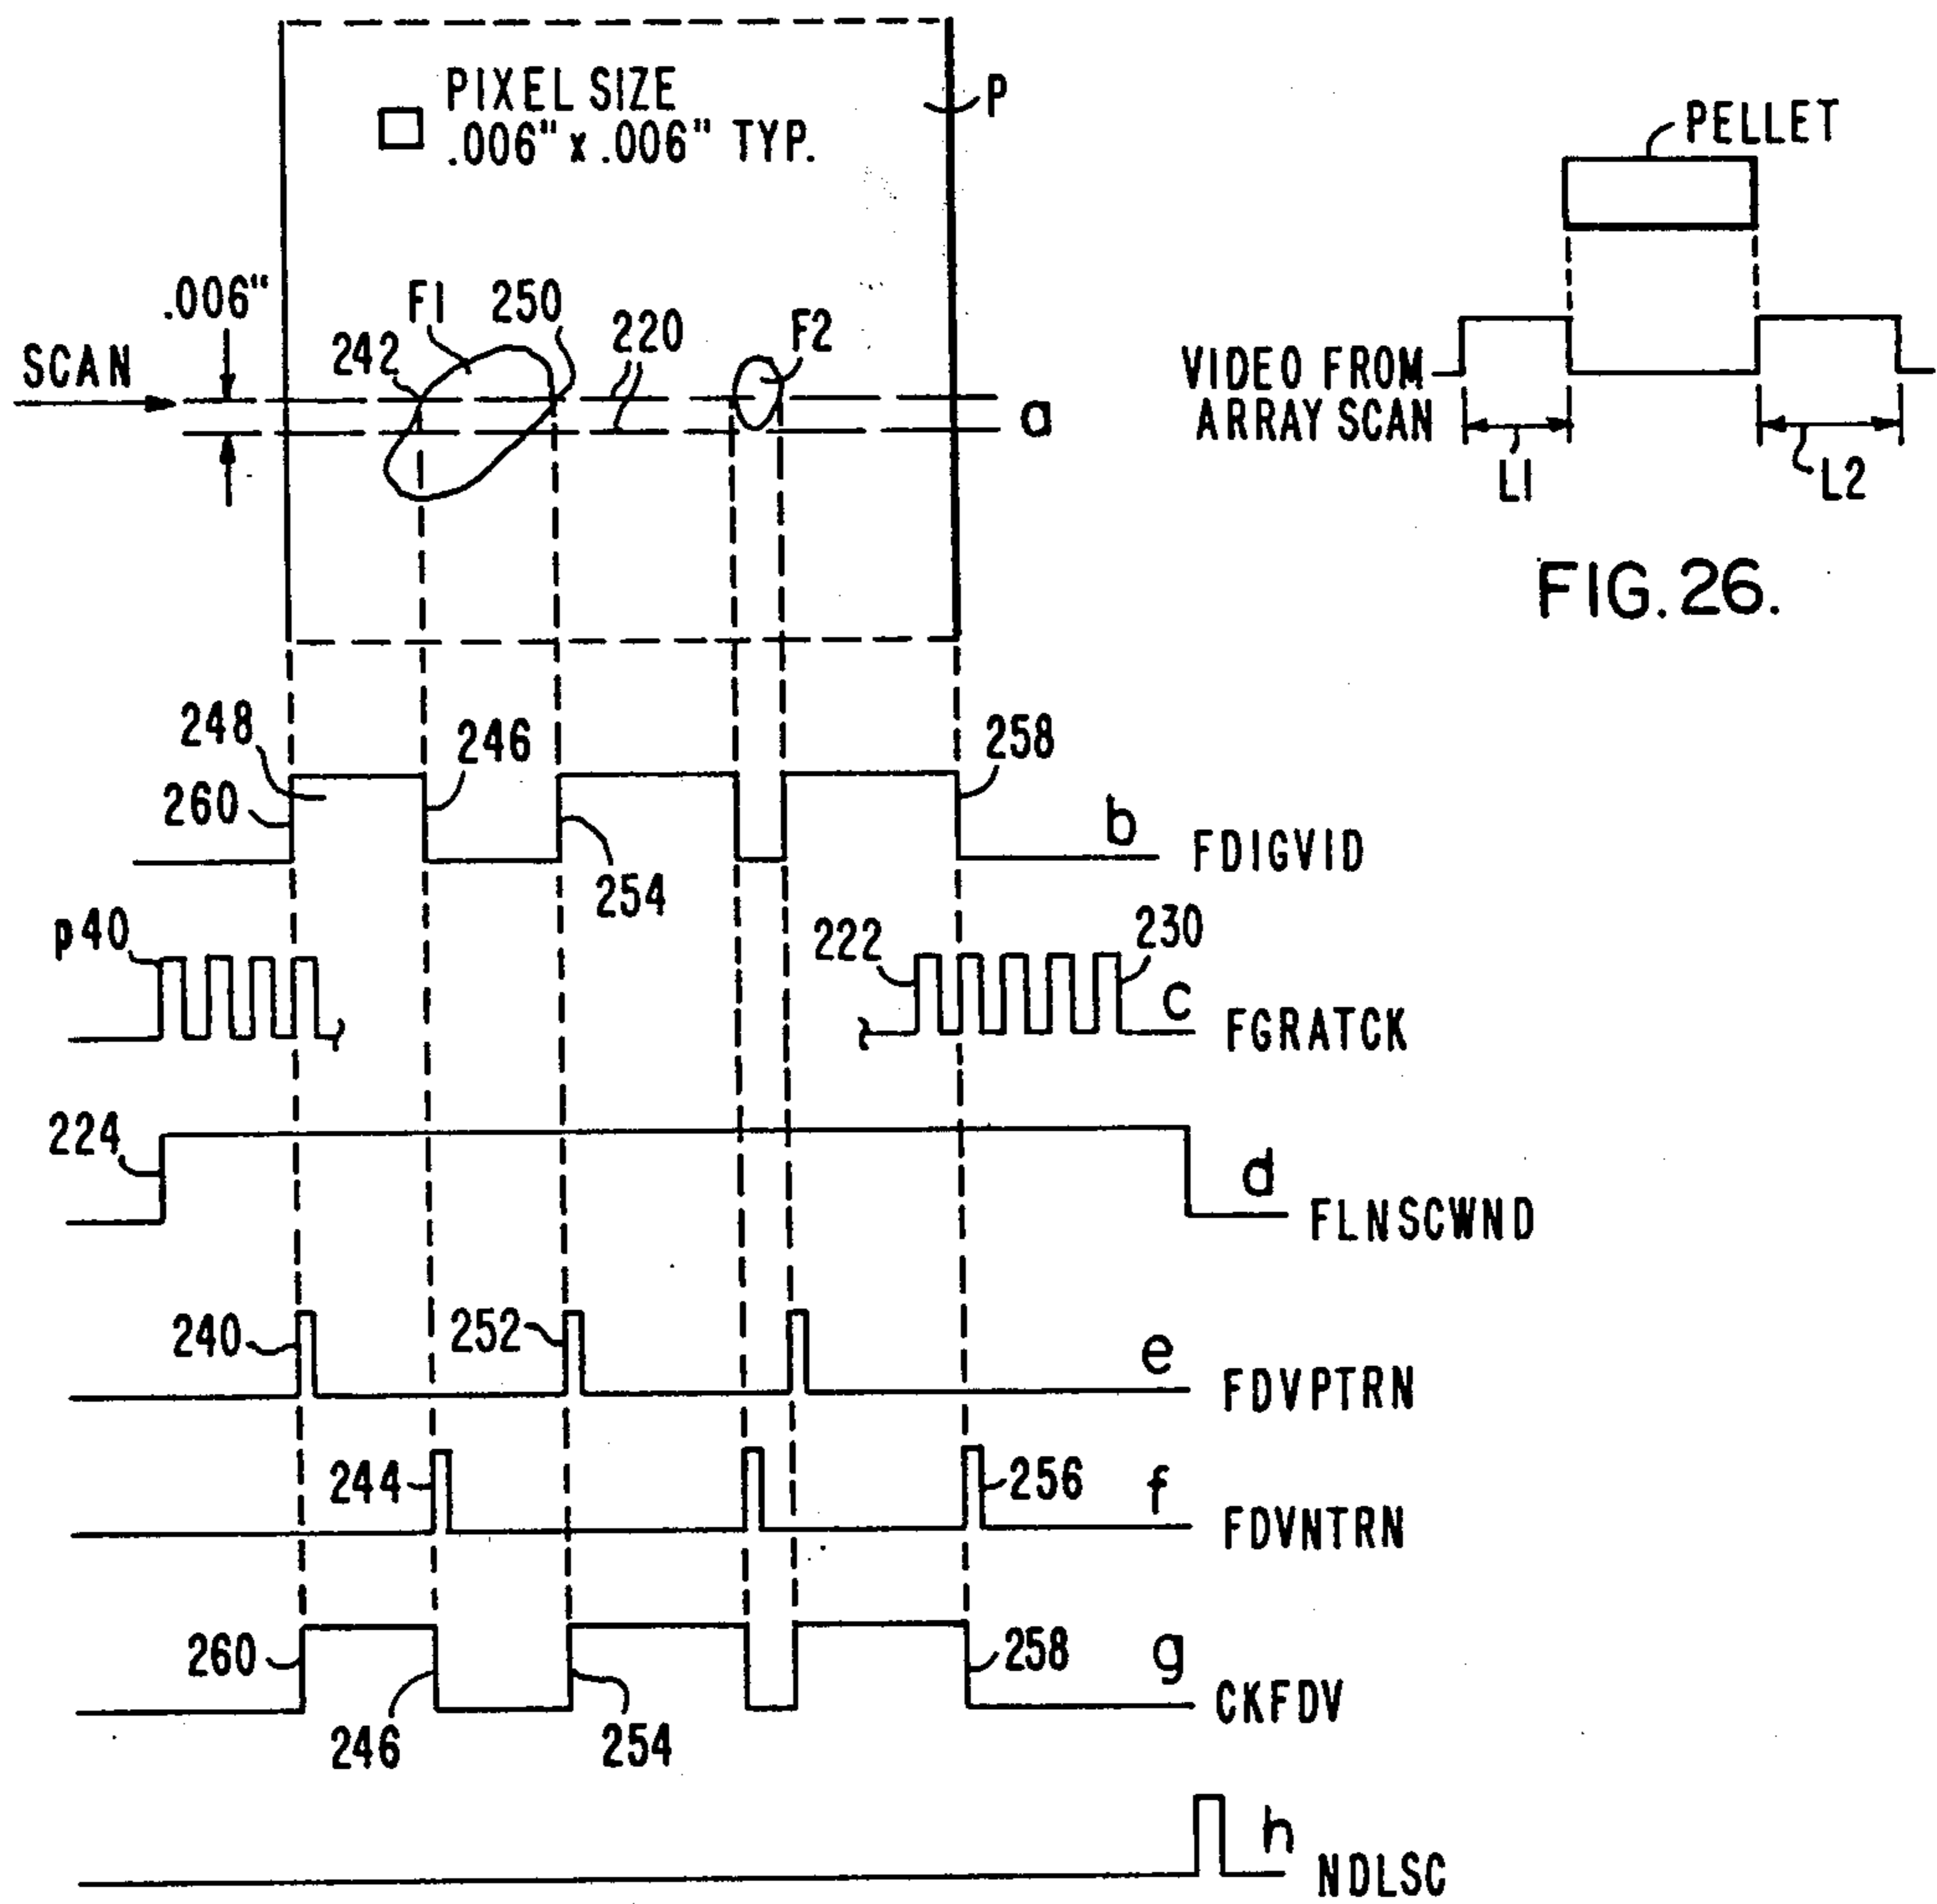 PIXEL SIZE
.006" x .006" TYP.
P
PELLET
.006"
SCAN
242
F1
250
220
F2
a
VIDEO FROM
ARRAY SCAN
L1
L2
FIG. 26.
248
260
246
254
258
b
FDIGVID
p40
222
230
c
FGRATCK
224
d
FLNSCWND
240
252
e
FDVPTRN
244
256
f
FDVNTRN
260
246
254
258
g
CKFDV
h
NDLSC